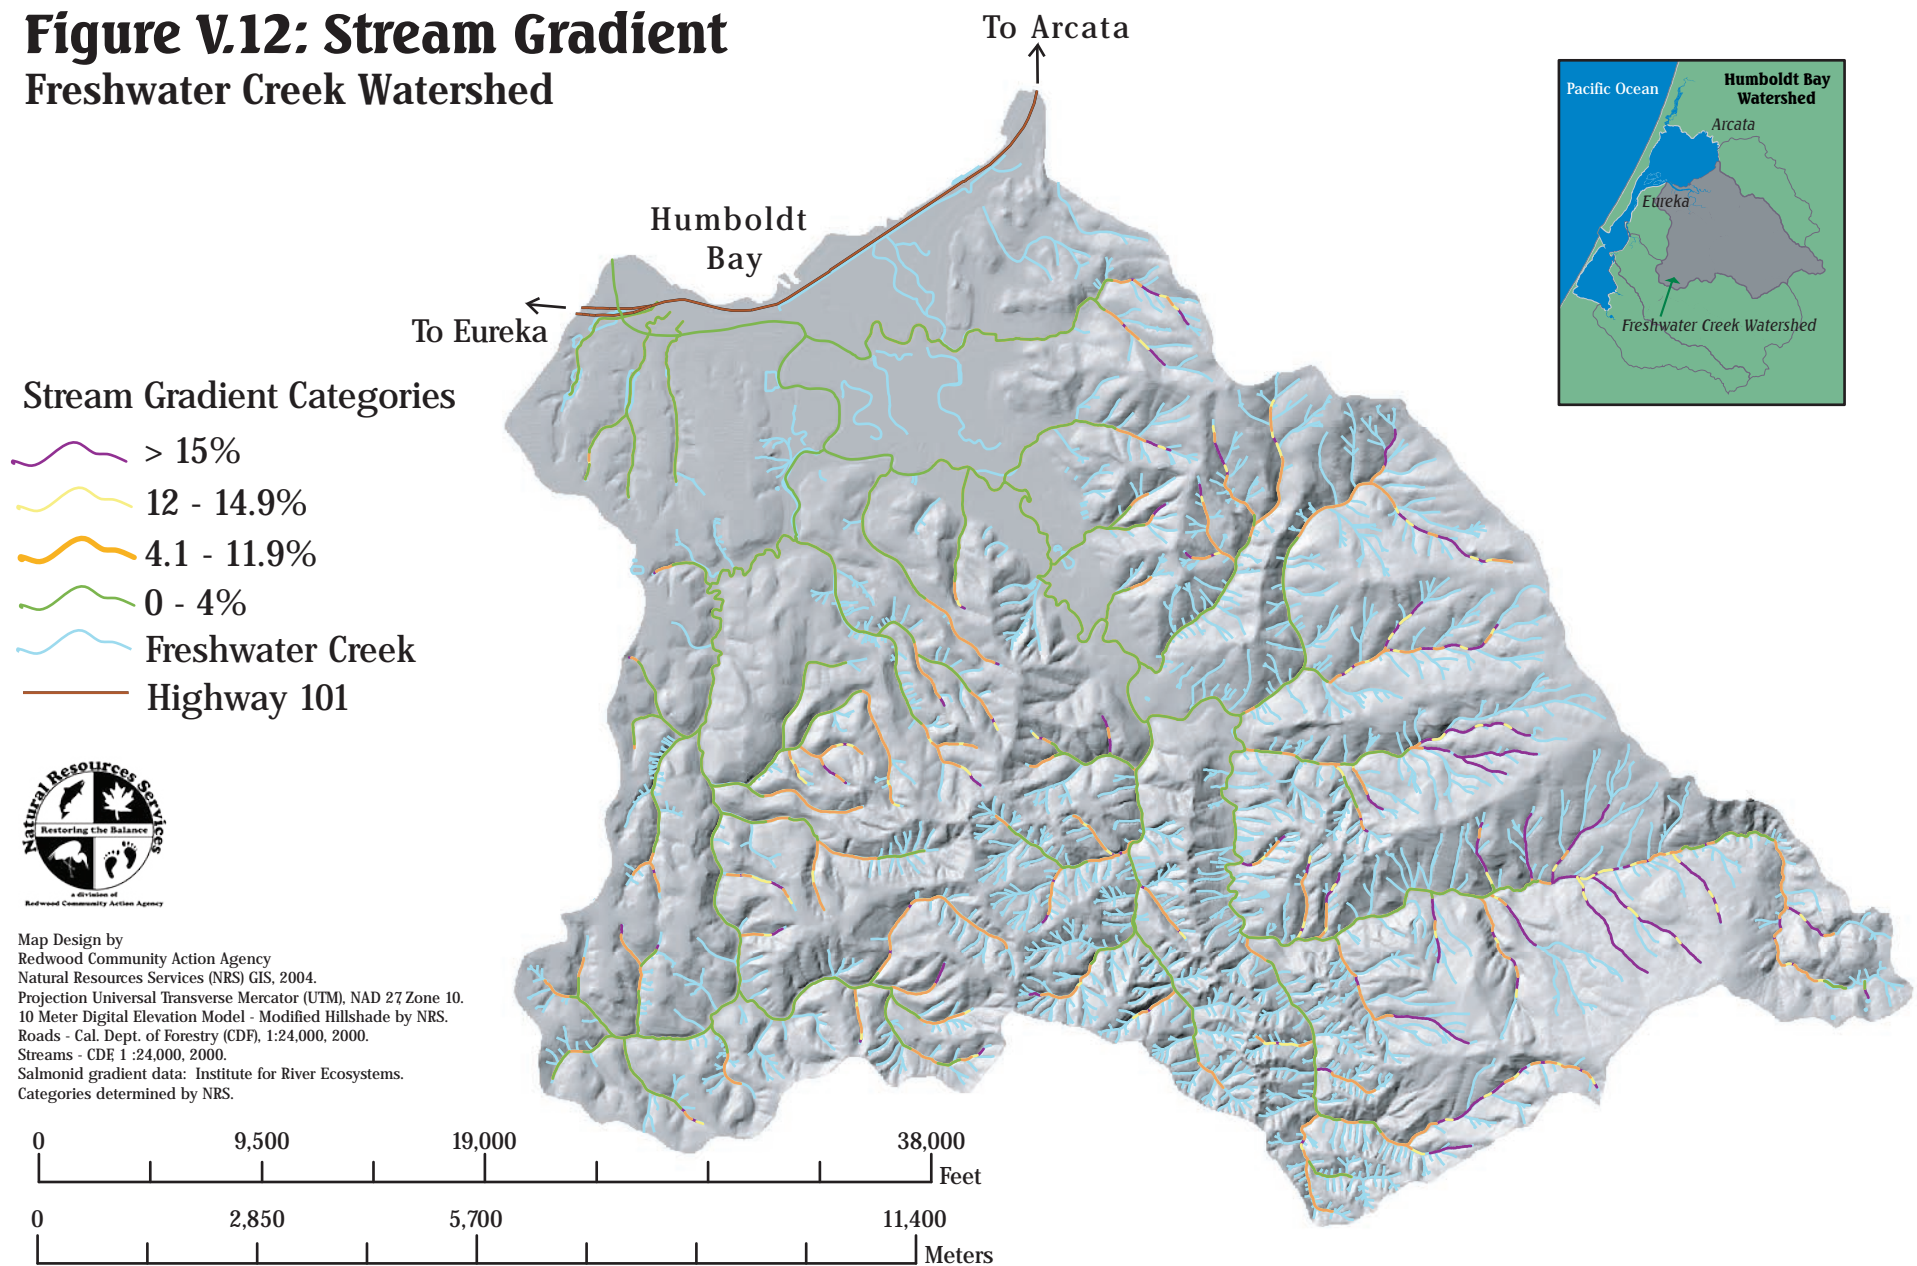 Figure V.12: Stream Gradient
Freshwater Creek Watershed
To Arcata
Humboldt
Bay
To Eureka
Pacific Ocean
Humboldt Bay
Watershed
Arcata
Eureka
Freshwater Creek Watershed
Stream Gradient Categories
> 15%
12 - 14.9%
4.1 - 11.9%
0 - 4%
Freshwater Creek
Highway 101
Natural Resources Services
Restoring the Balance
a division of
Redwood Community Action Agency
Map Design by
Redwood Community Action Agency
Natural Resources Services (NRS) GIS, 2004.
Projection Universal Transverse Mercator (UTM), NAD 27, Zone 10.
10 Meter Digital Elevation Model - Modified Hillshade by NRS.
Roads - Cal. Dept. of Forestry (CDF), 1:24,000, 2000.
Streams - CDF, 1 :24,000, 2000.
Salmonid gradient data: Institute for River Ecosystems.
Categories determined by NRS.
0 9,500 19,000 38,000
Feet
0 2,850 5,700 11,400
Meters